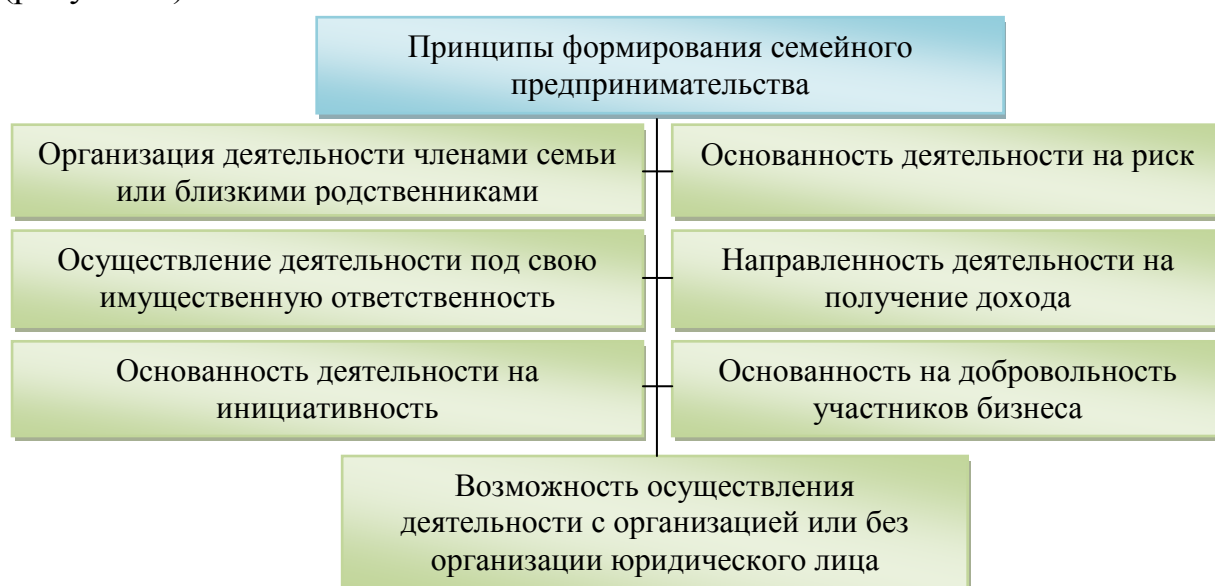 Принципы формирования семейного
предпринимательства
Организация деятельности членами семьи
или близкими родственниками
Основанность деятельности на риск
Осуществление деятельности под свою
имущественную ответственность
Направленность деятельности на
получение дохода
Основанность деятельности на
инициативность
Основанность на добровольность
участников бизнеса
Возможность осуществления
деятельности с организацией или без
организации юридического лица